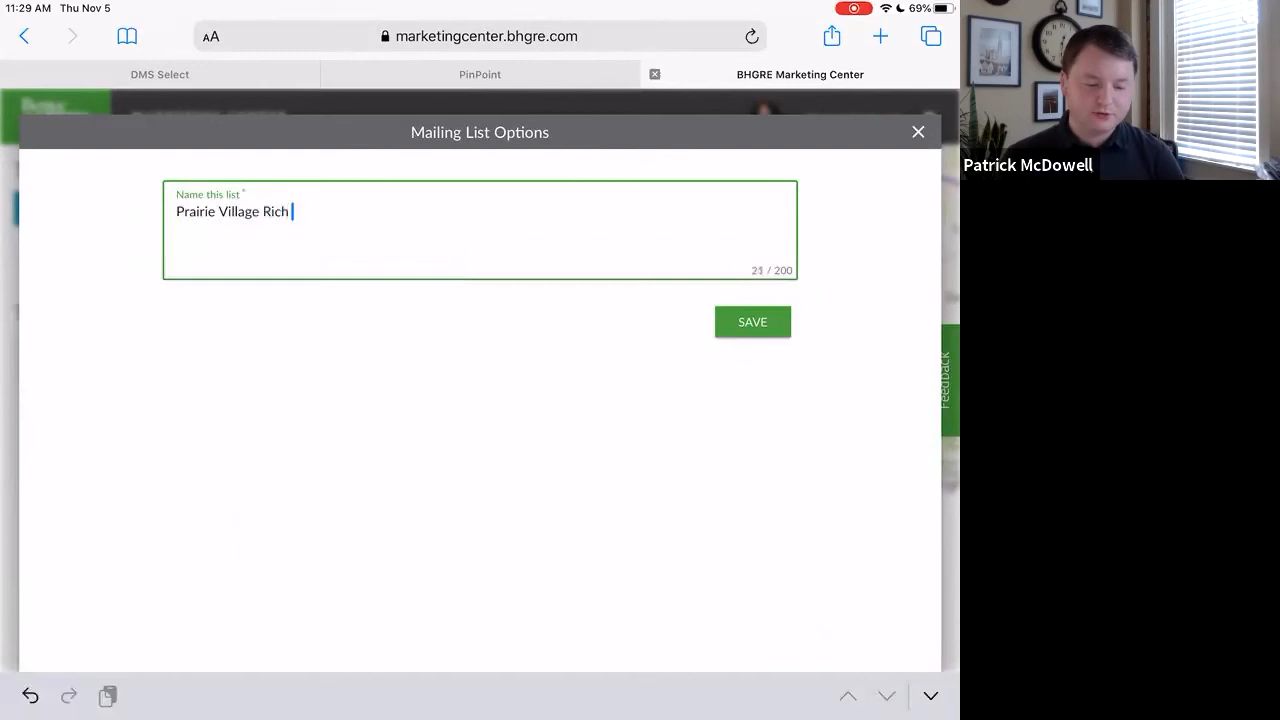 11:29 AM Thu Nov 5
69%
AA
marketingcenter.bhgre.com
DMS Select
PinPoint
BHGRE Marketing Center
Mailing List Options
Name this list *
Prairie Village Rich
21 / 200
SAVE
Feedback
Patrick McDowell